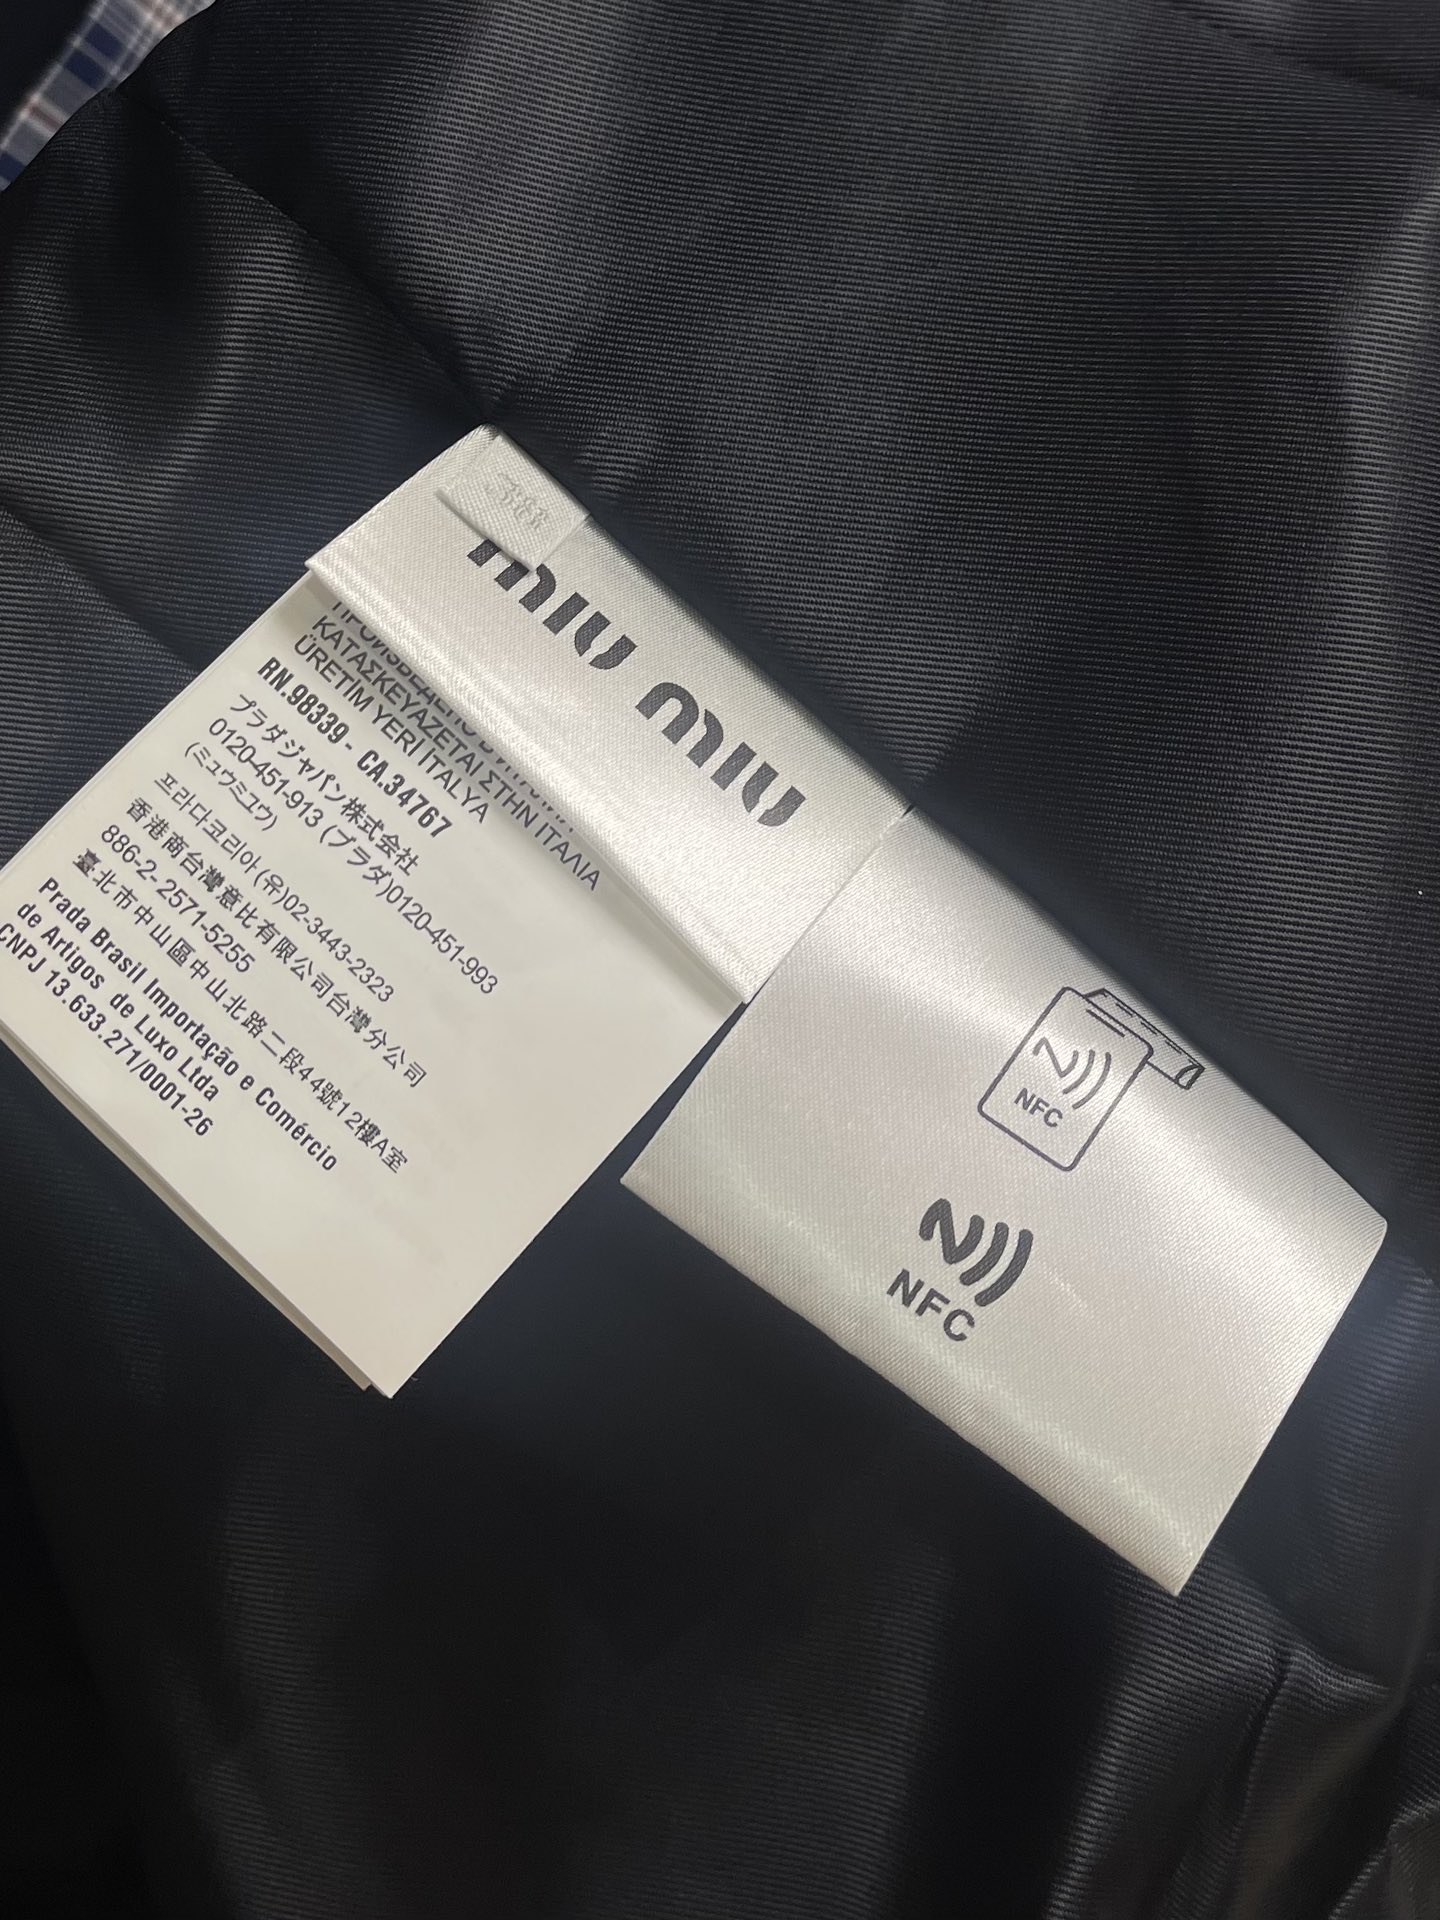 miu miu
ΚΑΤΑΣΚΕΥΑΖΕΤΑΙ ΣΤΗΝ ΙΤΑΛΙΑ
ÜRETIM YERI ITALYA
RN.98339 - CA.34767
プラダジャパン株式会社
0120-451-913 (プラダ)0120-451-993
(ミュウミュウ)
프라다코리아(유)02-3443-2323
香港商台灣意比有限公司台灣分公司
886-2-2571-5255
臺北市中山區中山北路二段44號12樓A室
Prada Brasil Importação e Comércio
de Artigos de Luxo Ltda
CNPJ 13.633.271/0001-26
NFC
NFC